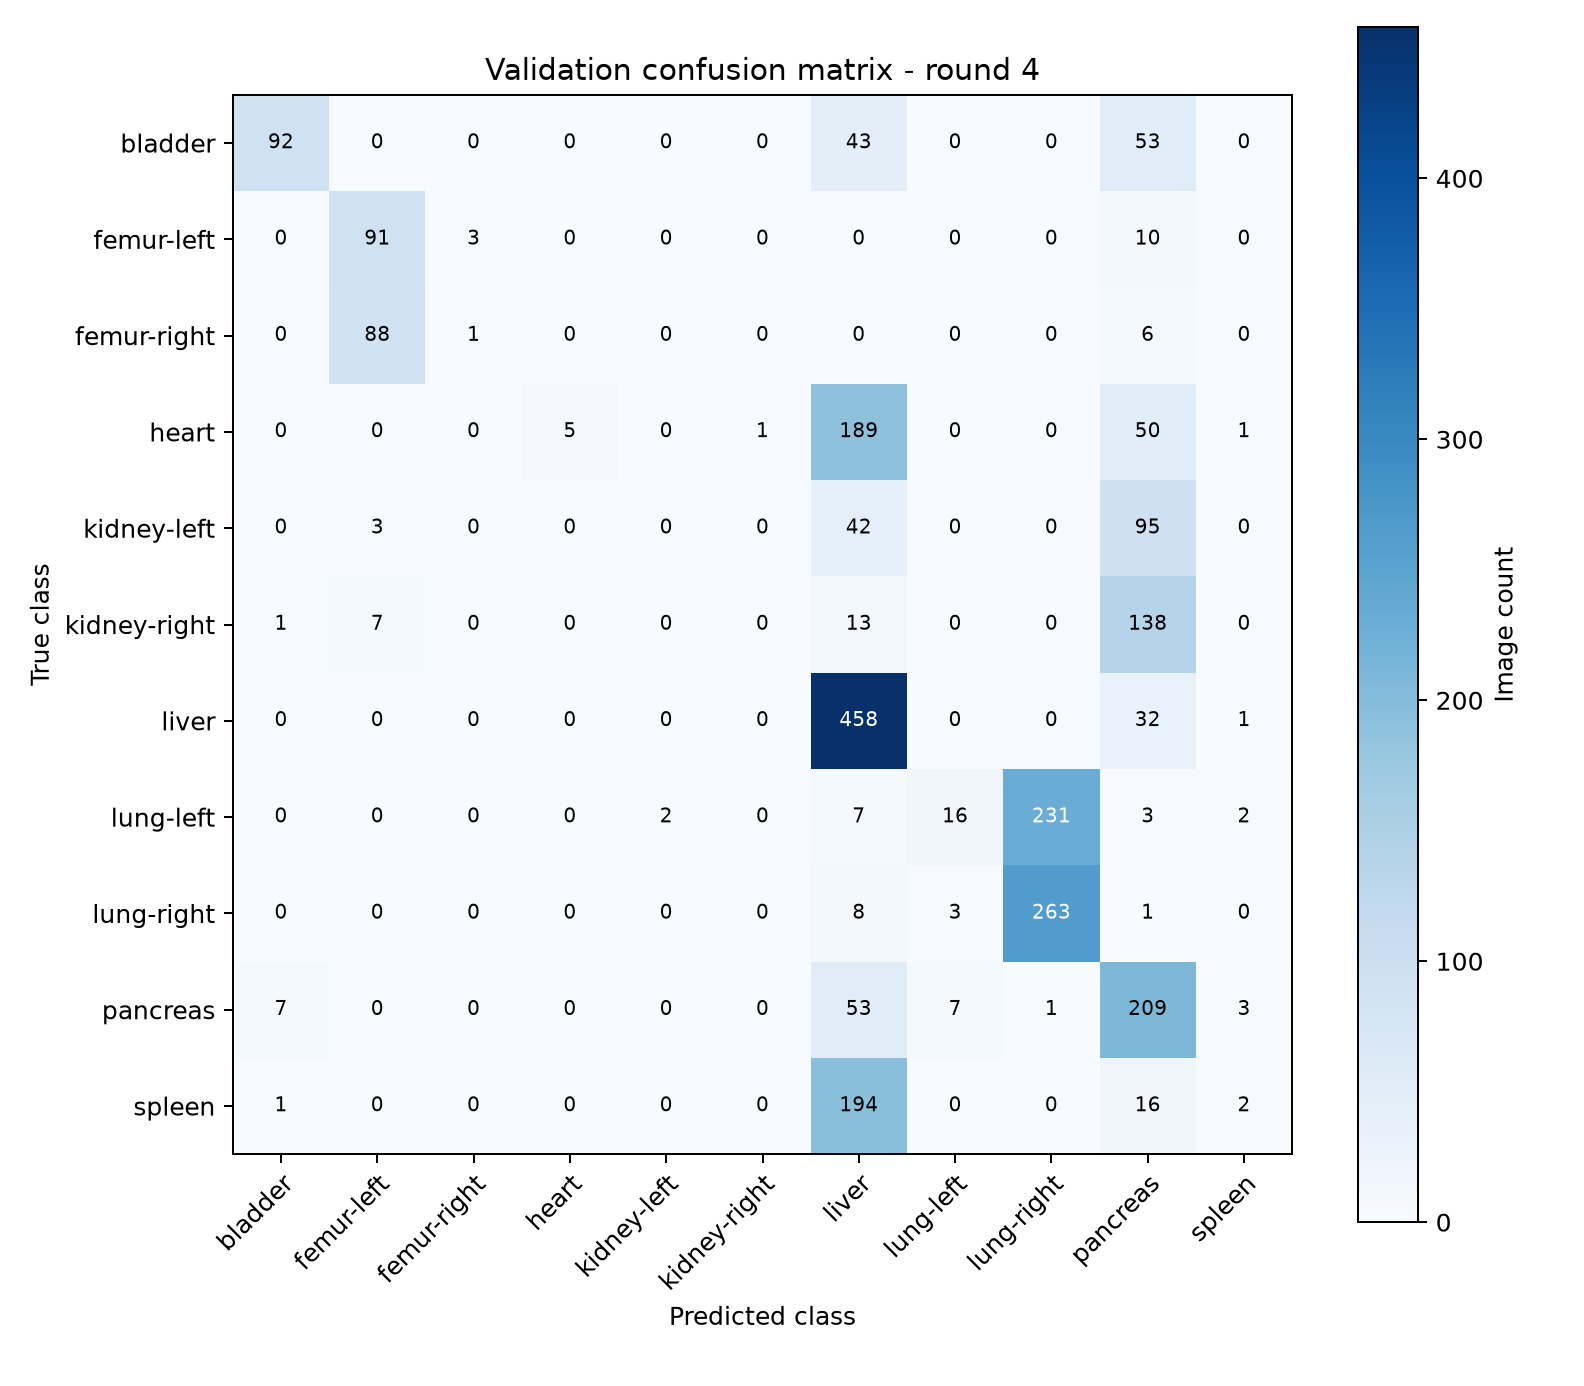 Validation confusion matrix - round 4
bladder 92 0 0 0 0 0 43 0 0 53 0
femur-left 0 91 3 0 0 0 0 0 0 10 0
femur-right 0 88 1 0 0 0 0 0 0 6 0
heart 0 0 0 5 0 1 189 0 0 50 1
kidney-left 0 3 0 0 0 0 42 0 0 95 0
kidney-right 1 7 0 0 0 0 13 0 0 138 0
liver 0 0 0 0 0 0 458 0 0 32 1
lung-left 0 0 0 0 2 0 7 16 231 3 2
lung-right 0 0 0 0 0 0 8 3 263 1 0
pancreas 7 0 0 0 0 0 53 7 1 209 3
spleen 1 0 0 0 0 0 194 0 0 16 2
True class
bladder femur-left femur-right heart kidney-left kidney-right liver lung-left lung-right pancreas spleen
Predicted class
400
300
200
100
0
Image count